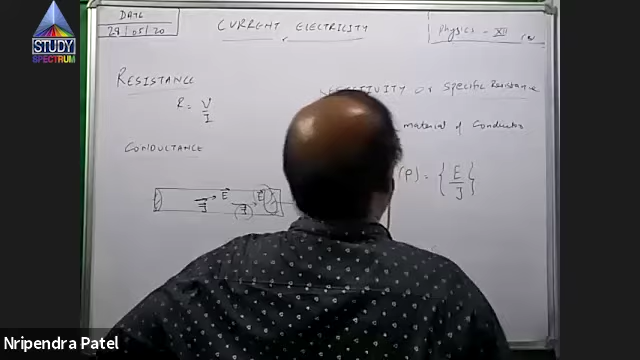 DATE
29/05/20
CURRENT ELECTRICITY
Physics - XII
STUDY
SPECTRUM
RESISTANCE
R = V/I
or Specific Resistance
material of Conductor
CONDUCTANCE
(ρ) = {E/J}
E
E
J
J
Nripendra Patel